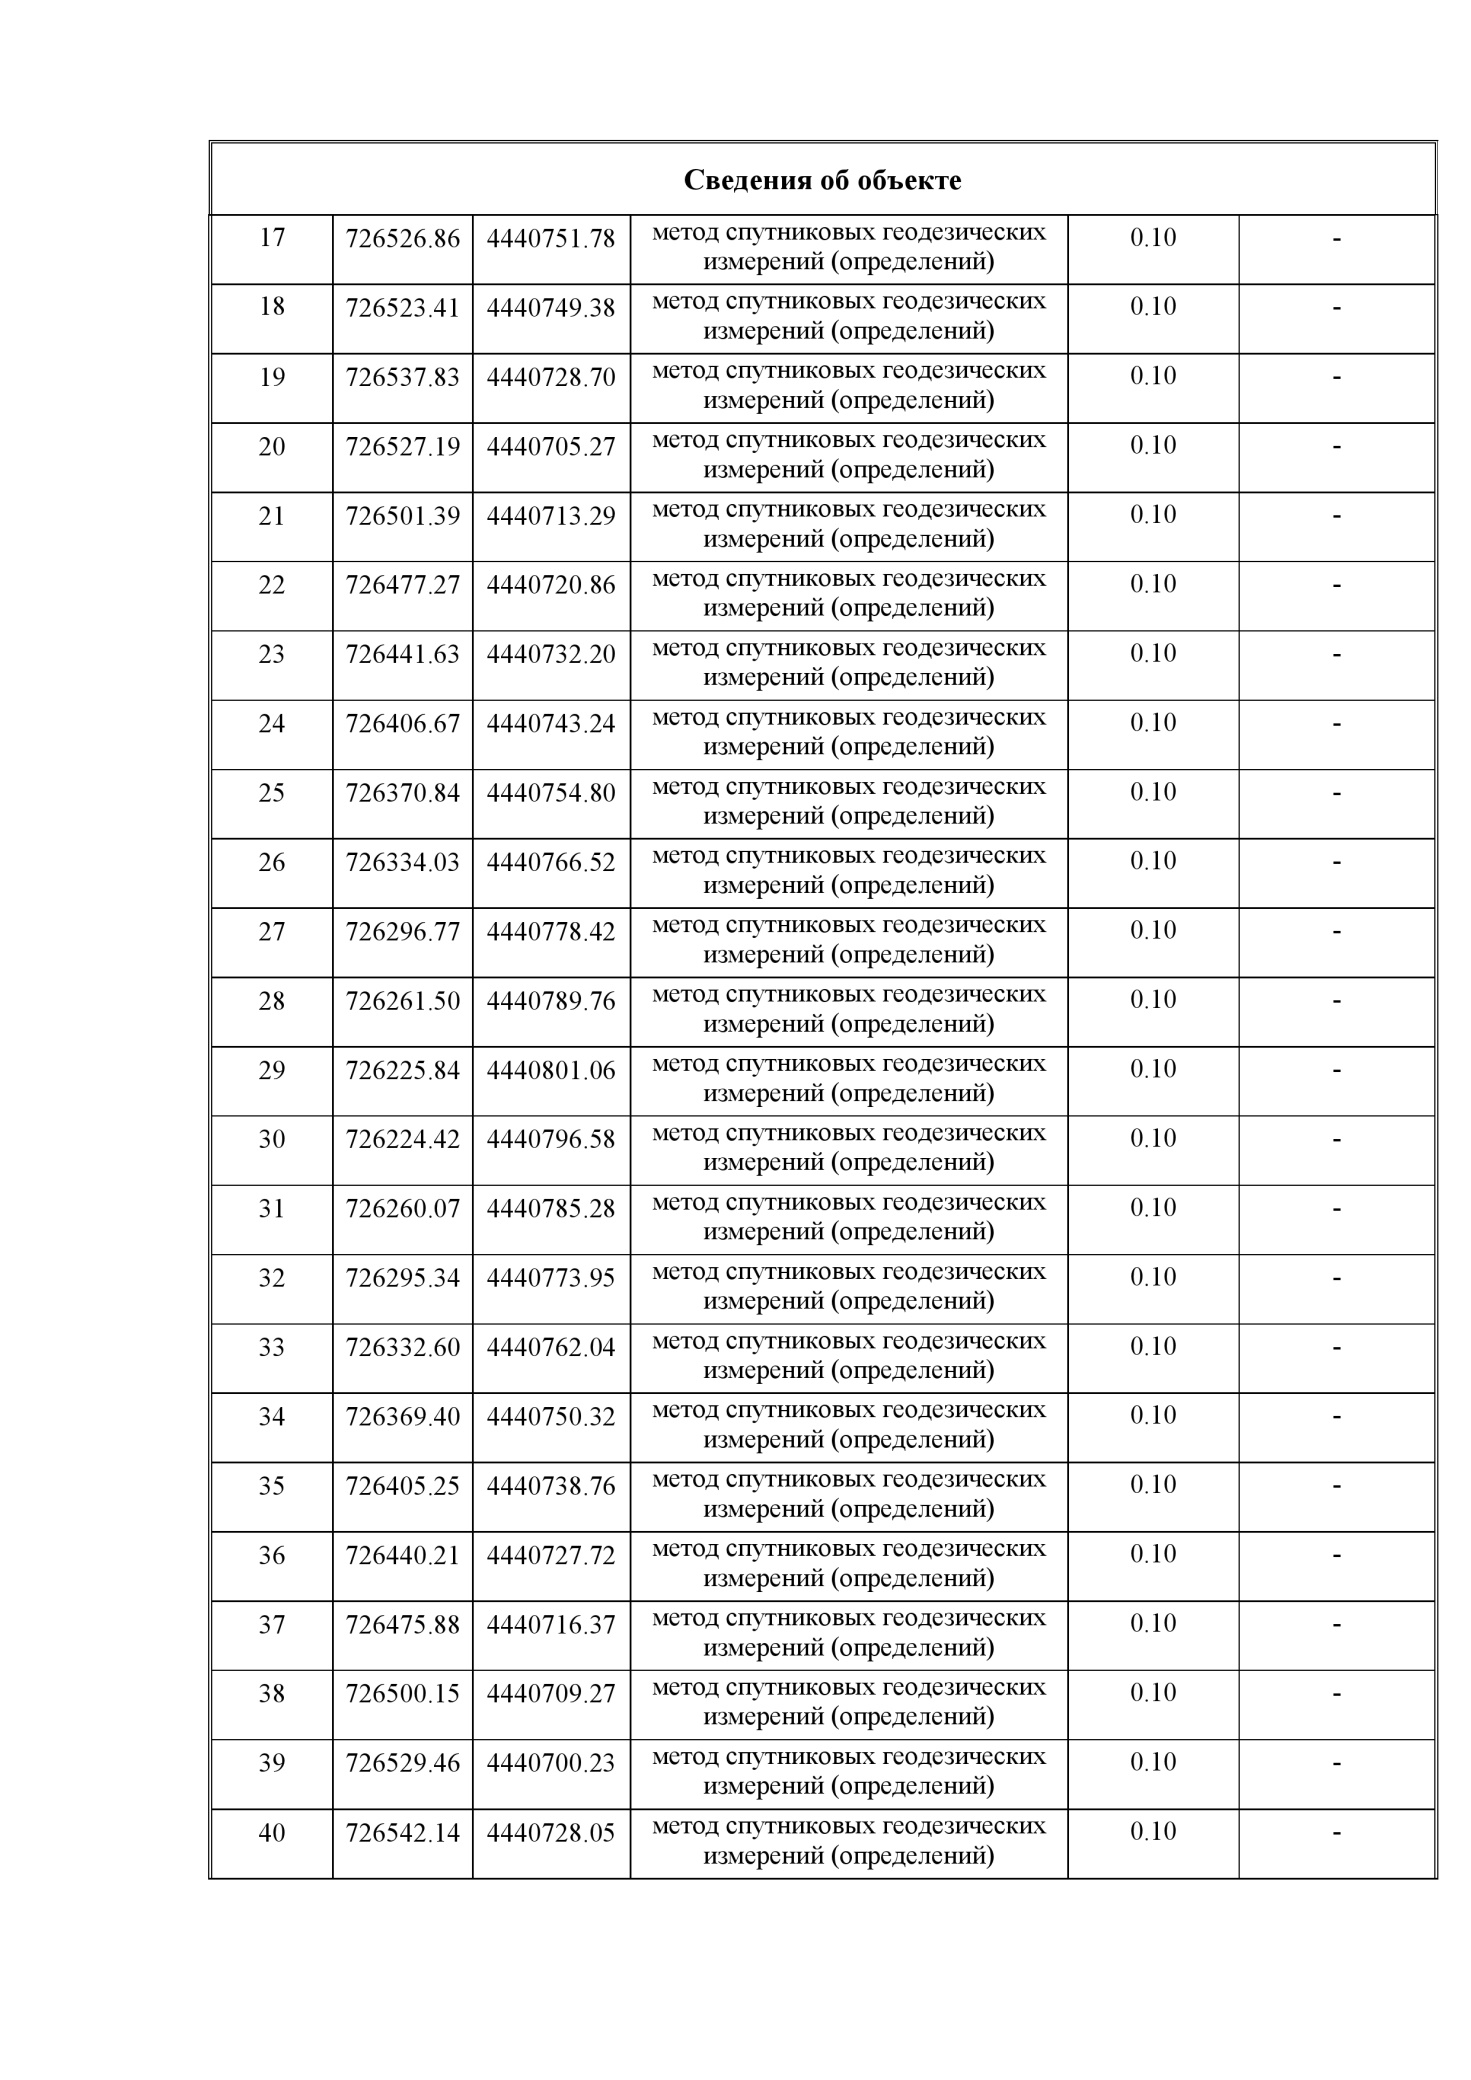 Сведения об объекте
17 726526.86 4440751.78 метод спутниковых геодезических измерений (определений) 0.10 -
18 726523.41 4440749.38 метод спутниковых геодезических измерений (определений) 0.10 -
19 726537.83 4440728.70 метод спутниковых геодезических измерений (определений) 0.10 -
20 726527.19 4440705.27 метод спутниковых геодезических измерений (определений) 0.10 -
21 726501.39 4440713.29 метод спутниковых геодезических измерений (определений) 0.10 -
22 726477.27 4440720.86 метод спутниковых геодезических измерений (определений) 0.10 -
23 726441.63 4440732.20 метод спутниковых геодезических измерений (определений) 0.10 -
24 726406.67 4440743.24 метод спутниковых геодезических измерений (определений) 0.10 -
25 726370.84 4440754.80 метод спутниковых геодезических измерений (определений) 0.10 -
26 726334.03 4440766.52 метод спутниковых геодезических измерений (определений) 0.10 -
27 726296.77 4440778.42 метод спутниковых геодезических измерений (определений) 0.10 -
28 726261.50 4440789.76 метод спутниковых геодезических измерений (определений) 0.10 -
29 726225.84 4440801.06 метод спутниковых геодезических измерений (определений) 0.10 -
30 726224.42 4440796.58 метод спутниковых геодезических измерений (определений) 0.10 -
31 726260.07 4440785.28 метод спутниковых геодезических измерений (определений) 0.10 -
32 726295.34 4440773.95 метод спутниковых геодезических измерений (определений) 0.10 -
33 726332.60 4440762.04 метод спутниковых геодезических измерений (определений) 0.10 -
34 726369.40 4440750.32 метод спутниковых геодезических измерений (определений) 0.10 -
35 726405.25 4440738.76 метод спутниковых геодезических измерений (определений) 0.10 -
36 726440.21 4440727.72 метод спутниковых геодезических измерений (определений) 0.10 -
37 726475.88 4440716.37 метод спутниковых геодезических измерений (определений) 0.10 -
38 726500.15 4440709.27 метод спутниковых геодезических измерений (определений) 0.10 -
39 726529.46 4440700.23 метод спутниковых геодезических измерений (определений) 0.10 -
40 726542.14 4440728.05 метод спутниковых геодезических измерений (определений) 0.10 -